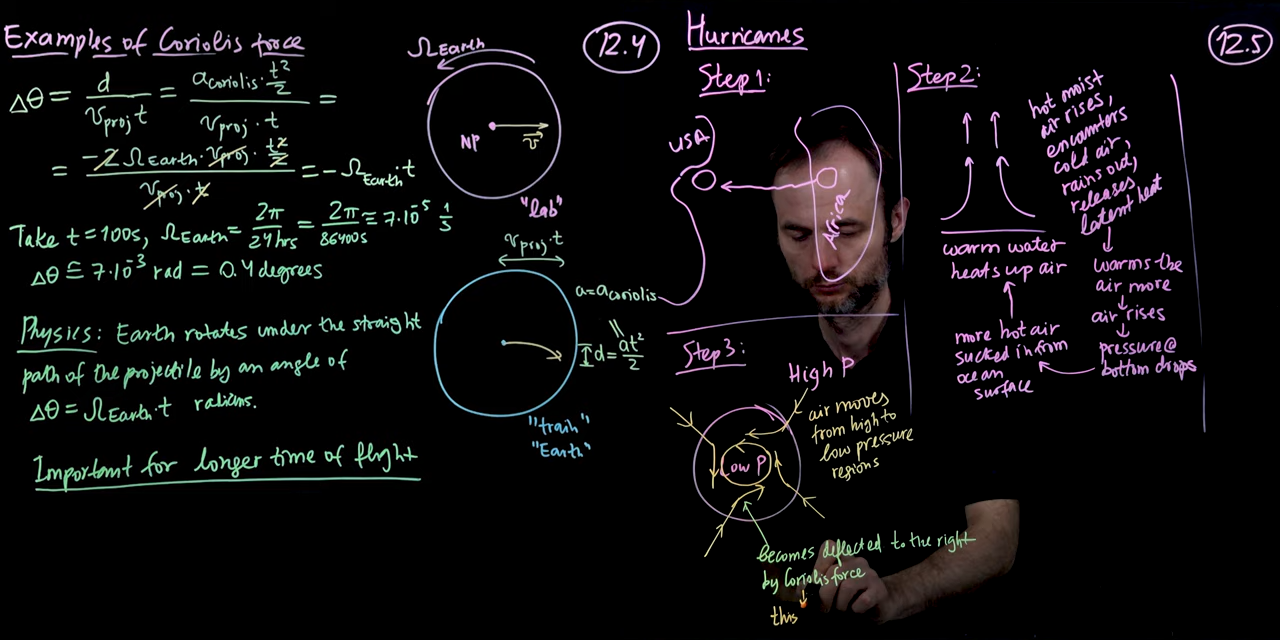 Examples of Coriolis force
Δθ = d / v_proj t = a_coriolis · t²/2 / v_proj · t =
= -2 Ω_Earth · v_proj · t²/2 / v_proj · t = - Ω_Earth · t
Take t = 100s, Ω_Earth = 2π / 24 hrs = 2π / 86400s ≅ 7·10⁻⁵ 1/s
Δθ ≅ 7·10⁻³ rad = 0.4 degrees
Physics: Earth rotates under the straight
path of the projectile by an angle of
Δθ = Ω_Earth · t radians.
Important for longer time of flight
Ω_Earth
NP
v
"lab"
v_proj · t
a = a_coriolis
d = at²/2
"train"
"Earth"
12.4
Hurricanes
12.5
Step 1:
USA
Africa
Step 2:
hot moist
air rises,
encounters
cold air,
rains out,
releases
latent heat
warms the
air more
air rises
pressure @
bottom drops
more hot air
sucked in from
ocean
surface
warm water
heats up air
Step 3:
High P
Low P
air moves
from high to
low pressure
regions
becomes deflected to the right
by Coriolis force
this